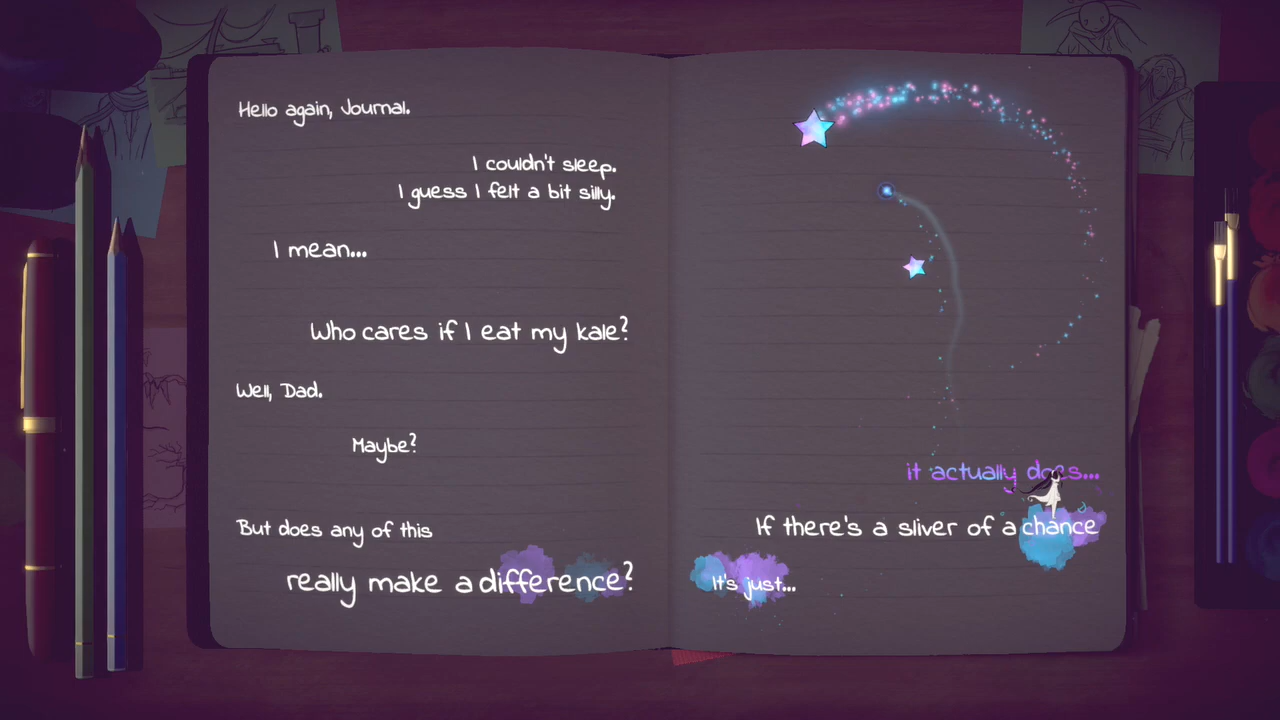 Hello again, Journal.
I couldn't sleep.
I guess I felt a bit silly.
I mean...
Who cares if I eat my kale?
Well, Dad.
Maybe?
But does any of this
really make a difference?
It's just...
If there's a sliver of a chance
it actually does...